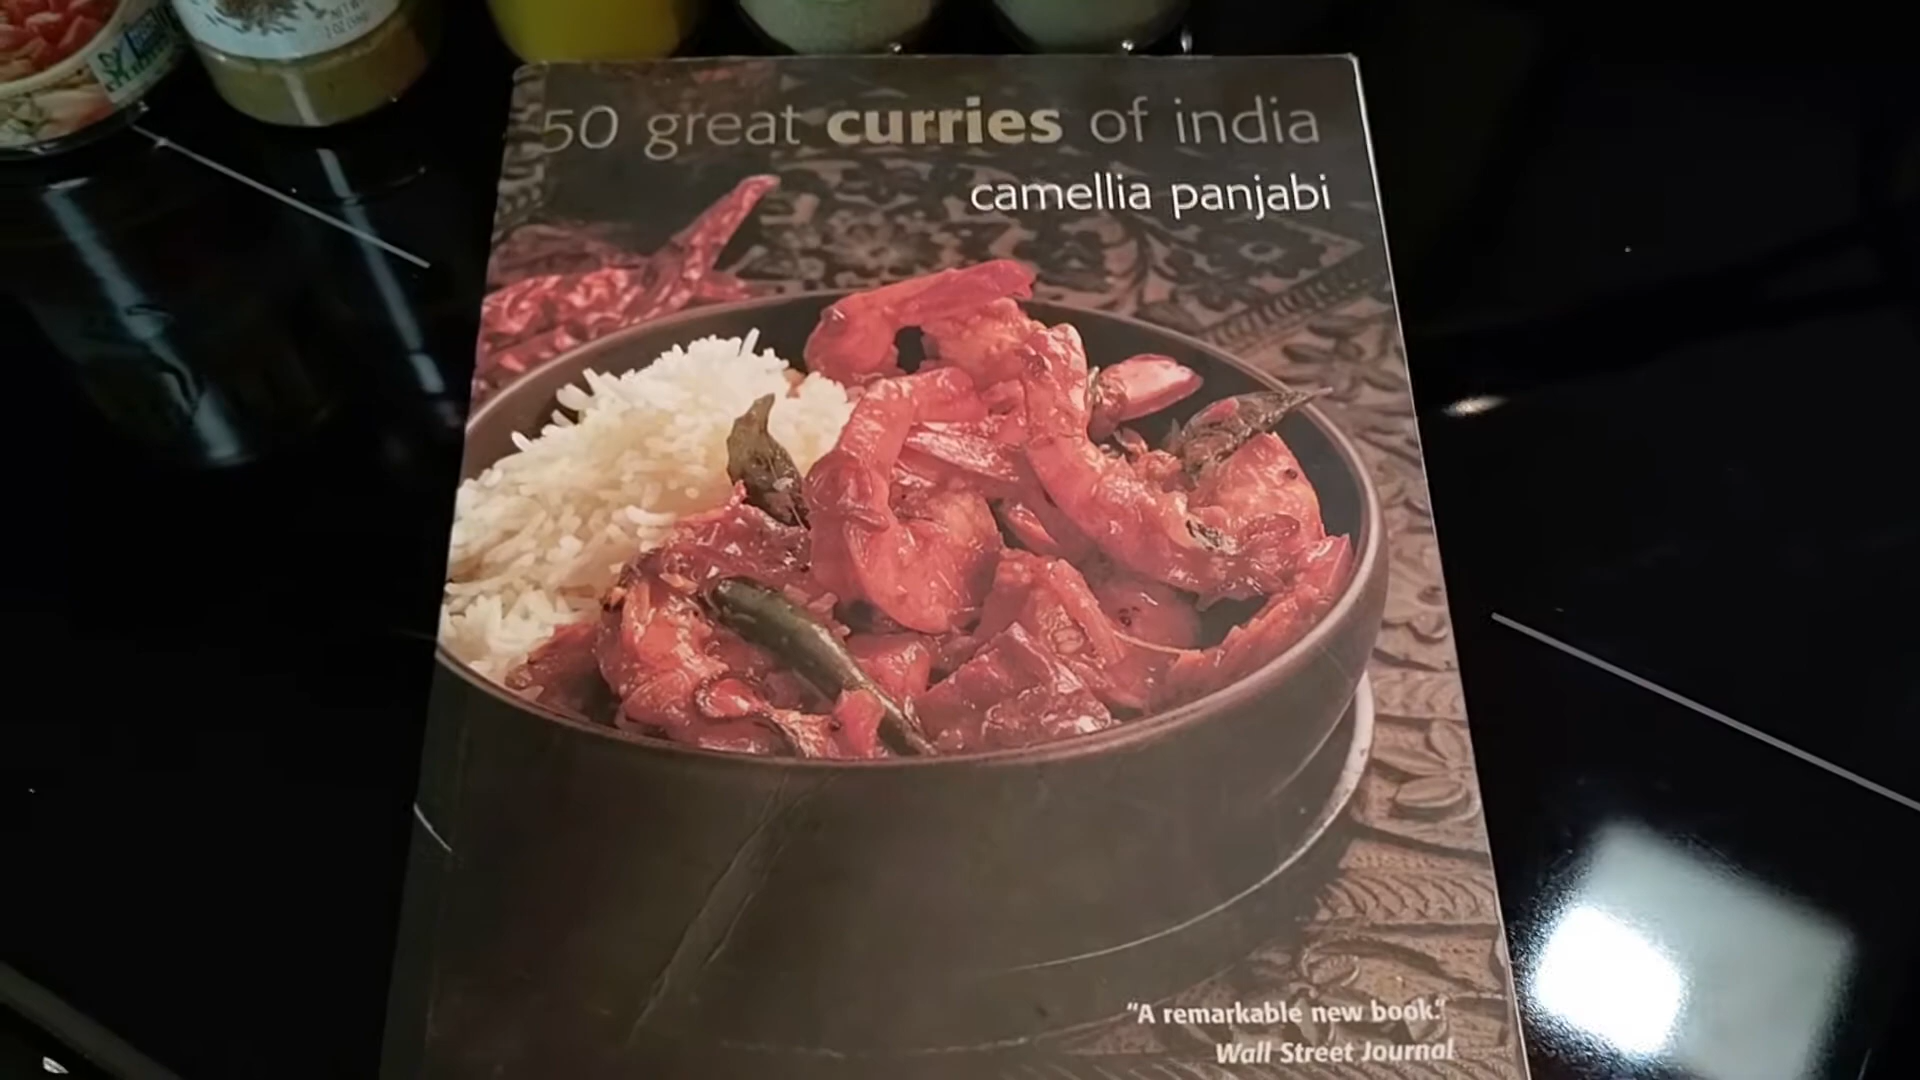 50 great curries of india
camellia panjabi
"A remarkable new book."
Wall Street Journal